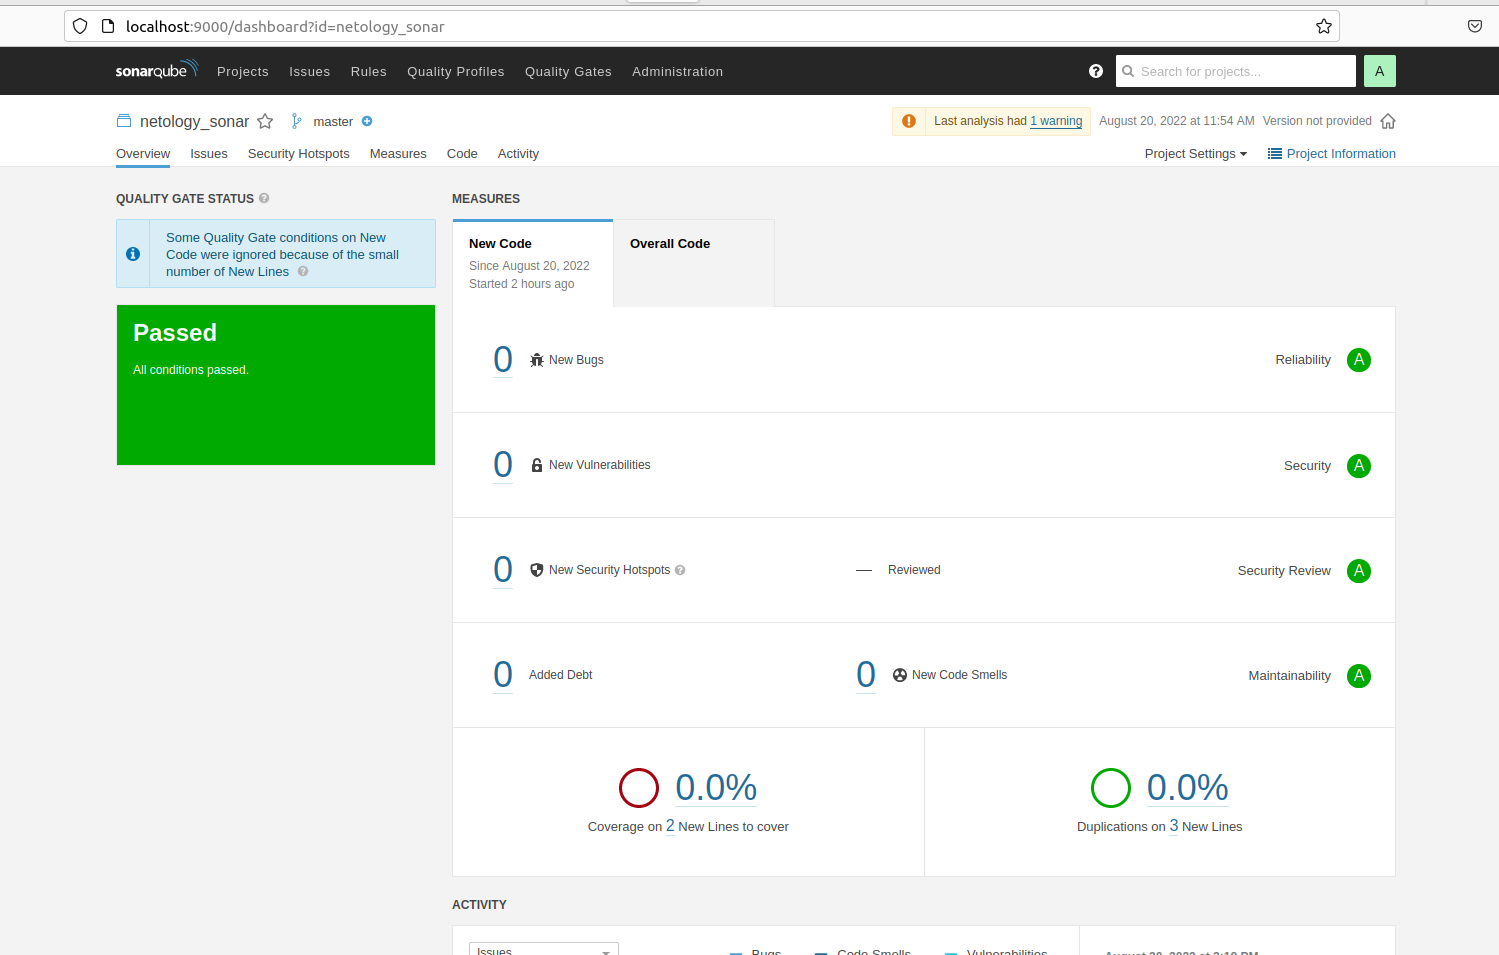 localhost:9000/dashboard?id=netology_sonar
sonarqube Projects Issues Rules Quality Profiles Quality Gates Administration ? Search for projects... A
netology_sonar master Last analysis had 1 warning August 20, 2022 at 11:54 AM Version not provided
Overview Issues Security Hotspots Measures Code Activity Project Settings Project Information
QUALITY GATE STATUS ?
Some Quality Gate conditions on New
Code were ignored because of the small
number of New Lines ?
Passed
All conditions passed.
MEASURES
New Code
Since August 20, 2022
Started 2 hours ago
Overall Code
0 New Bugs Reliability A
0 New Vulnerabilities Security A
0 New Security Hotspots ? — Reviewed Security Review A
0 Added Debt 0 New Code Smells Maintainability A
0.0%
Coverage on 2 New Lines to cover
0.0%
Duplications on 3 New Lines
ACTIVITY
Issues Bugs Code Smells Vulnerabilities